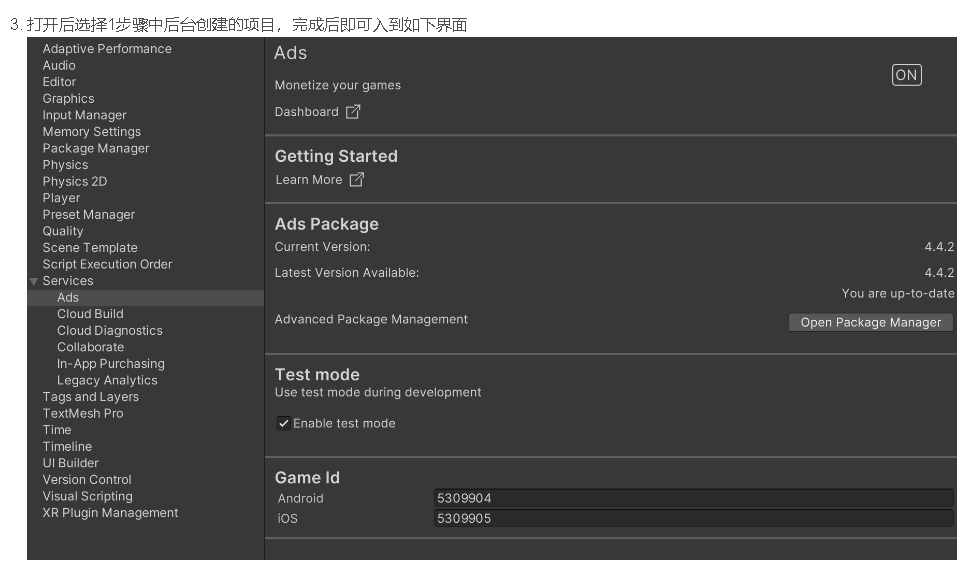 3. 打开后选择1步骤中后台创建的项目，完成后即可入到如下界面
Adaptive Performance
Audio
Editor
Graphics
Input Manager
Memory Settings
Package Manager
Physics
Physics 2D
Player
Preset Manager
Quality
Scene Template
Script Execution Order
Services
Ads
Cloud Build
Cloud Diagnostics
Collaborate
In-App Purchasing
Legacy Analytics
Tags and Layers
TextMesh Pro
Time
Timeline
UI Builder
Version Control
Visual Scripting
XR Plugin Management
Ads
ON
Monetize your games
Dashboard
Getting Started
Learn More
Ads Package
Current Version: 4.4.2
Latest Version Available: 4.4.2
You are up-to-date
Advanced Package Management Open Package Manager
Test mode
Use test mode during development
Enable test mode
Game Id
Android 5309904
iOS 5309905